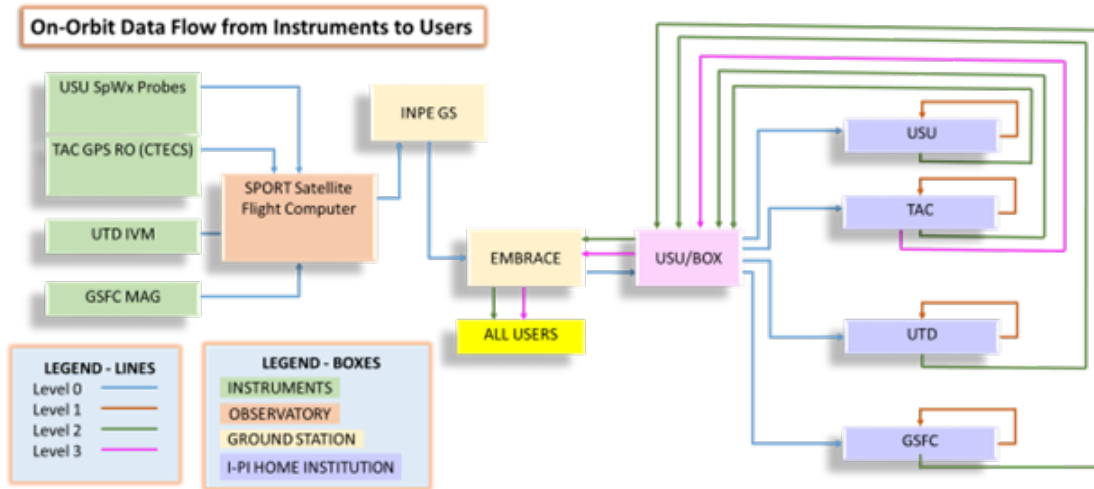 On-Orbit Data Flow from Instruments to Users
USU SpWx Probes
TAC GPS RO (CTECS)
UTD IVM
GSFC MAG
SPORT Satellite
Flight Computer
INPE GS
EMBRACE
ALL USERS
USU/BOX
USU
TAC
UTD
GSFC
LEGEND - LINES
Level 0
Level 1
Level 2
Level 3
LEGEND - BOXES
INSTRUMENTS
OBSERVATORY
GROUND STATION
I-PI HOME INSTITUTION